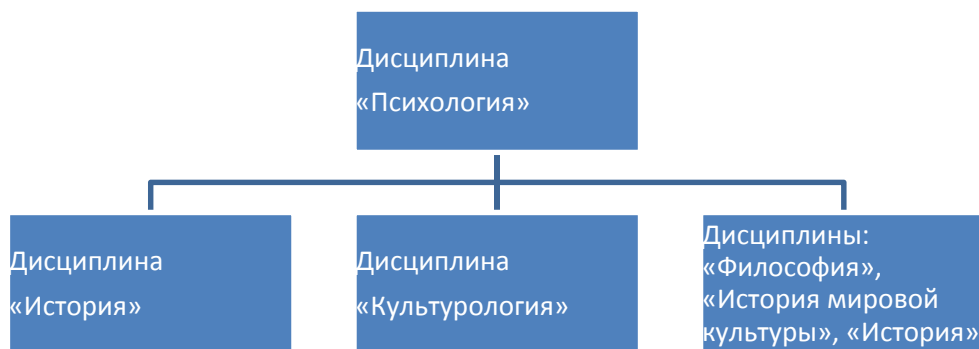 Дисциплина
«Психология»
Дисциплина
«История»
Дисциплина
«Культурология»
Дисциплины:
«Философия»,
«История мировой
культуры», «История»